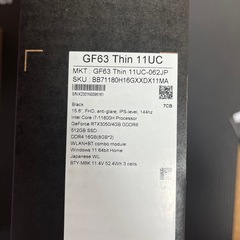 GF63 Thin 11UC
MKT : GF63 Thin 11UC-062JP
SKU : BB71180H16GXXDX11MA
Black
7CB
15.6", FHD, anti-glare, IPS-level, 144hz
Intel Core i7-11800H Processor
GeForce RTX3050/4GB GDDR6
512GB SSD
DDR4 16GB(8GB*2)
WLAN+BT combo module
Windows 11 64bit Home
Japanese WL
BTY-M6K 11.4V 52.4Wh 3 cells